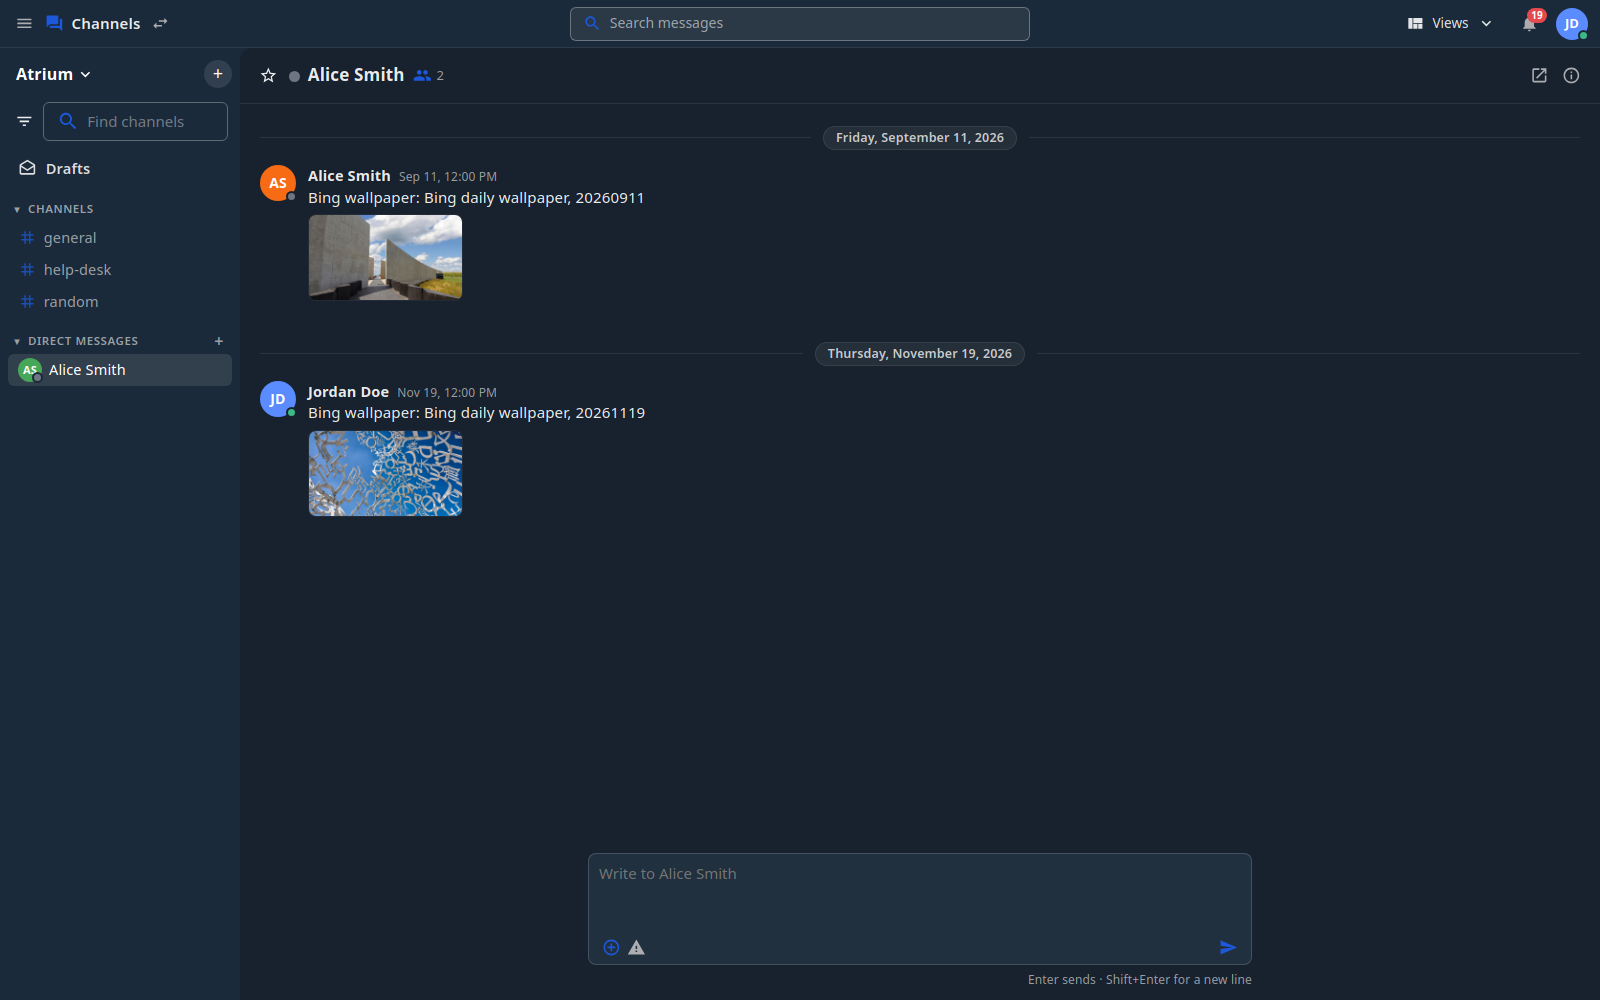 Channels
Search messages
Views
19
JD
Atrium
+
Find channels
Drafts
CHANNELS
general
help-desk
random
DIRECT MESSAGES
+
AS
Alice Smith
Alice Smith
2
Friday, September 11, 2026
AS
Alice Smith Sep 11, 12:00 PM
Bing wallpaper: Bing daily wallpaper, 20260911
Thursday, November 19, 2026
JD
Jordan Doe Nov 19, 12:00 PM
Bing wallpaper: Bing daily wallpaper, 20261119
Write to Alice Smith
Enter sends · Shift+Enter for a new line